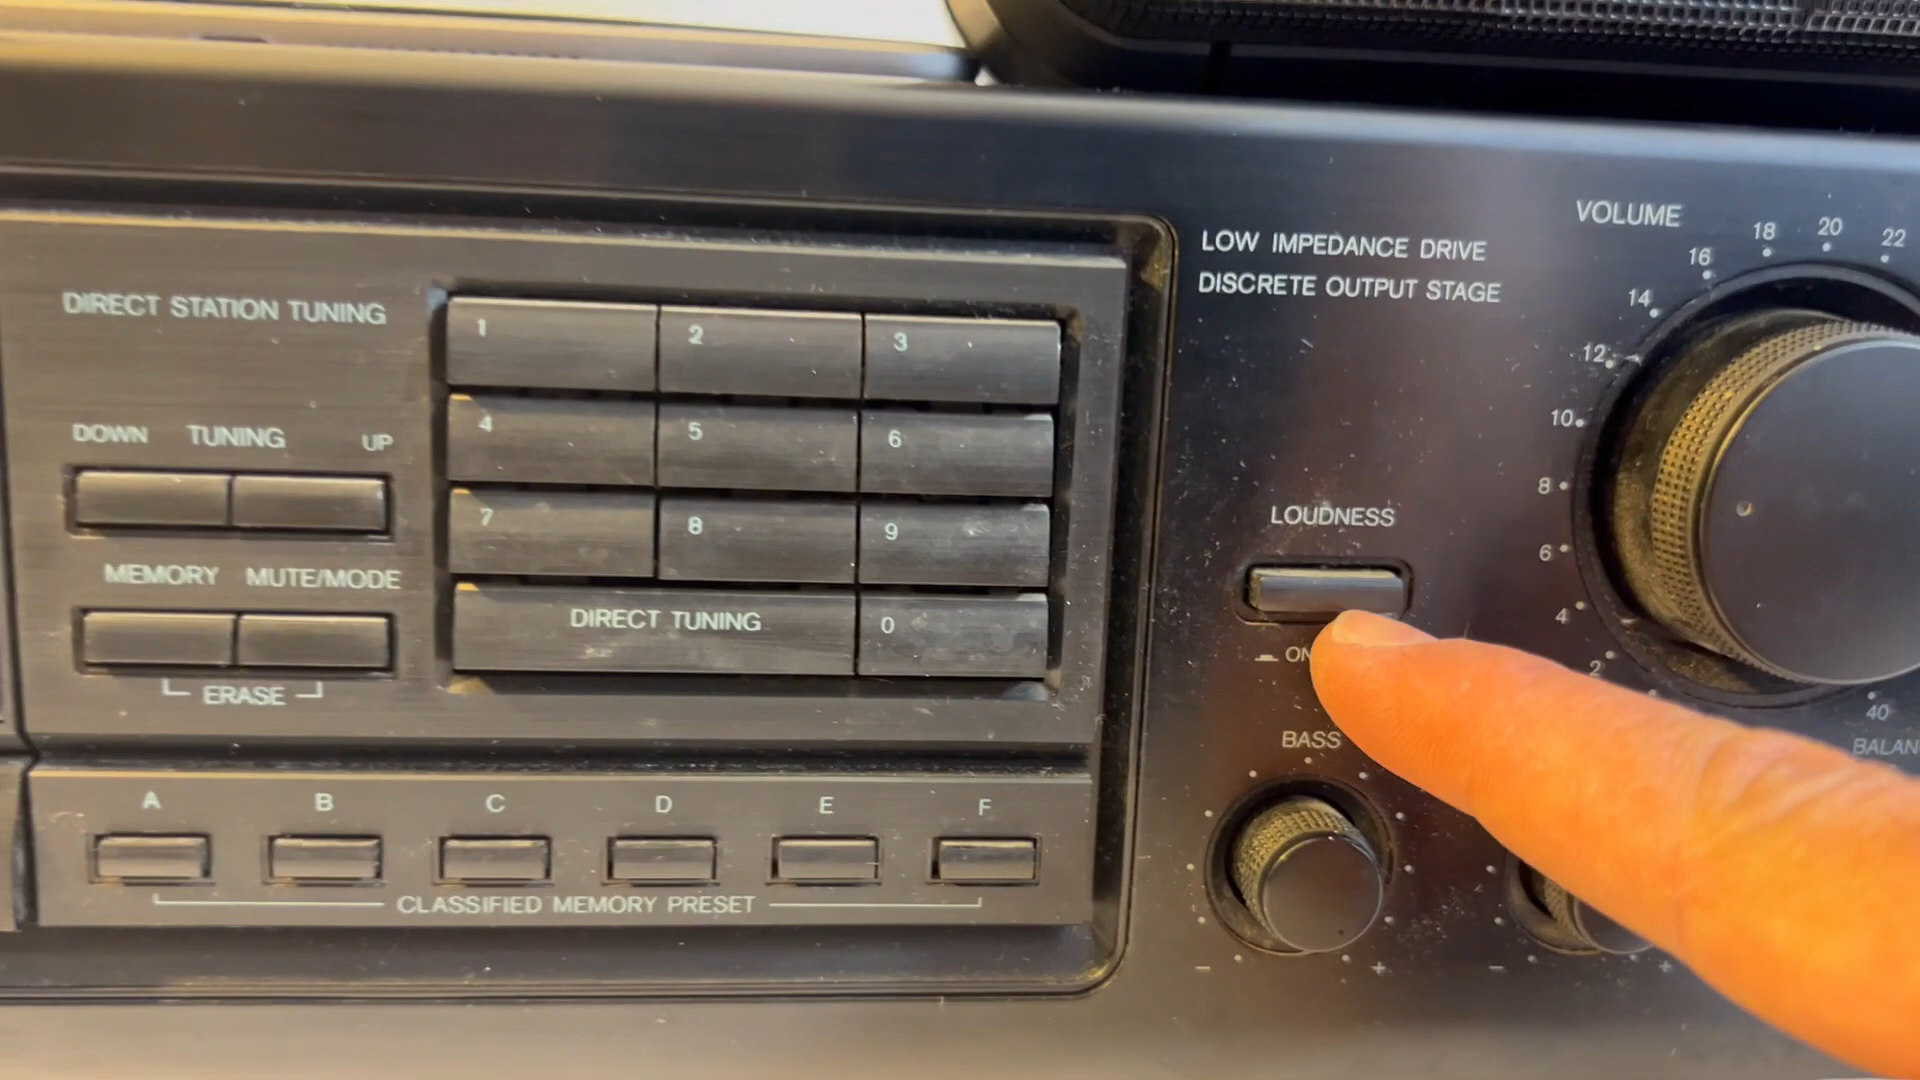 DIRECT STATION TUNING
DOWN TUNING UP
MEMORY MUTE/MODE
ERASE
1 2 3
4 5 6
7 8 9
DIRECT TUNING 0
A B C D E F
CLASSIFIED MEMORY PRESET
LOW IMPEDANCE DRIVE
DISCRETE OUTPUT STAGE
VOLUME
2 4 6 8 10 12 14 16 18 20 22
40
LOUDNESS
ON
BASS
- +
- +